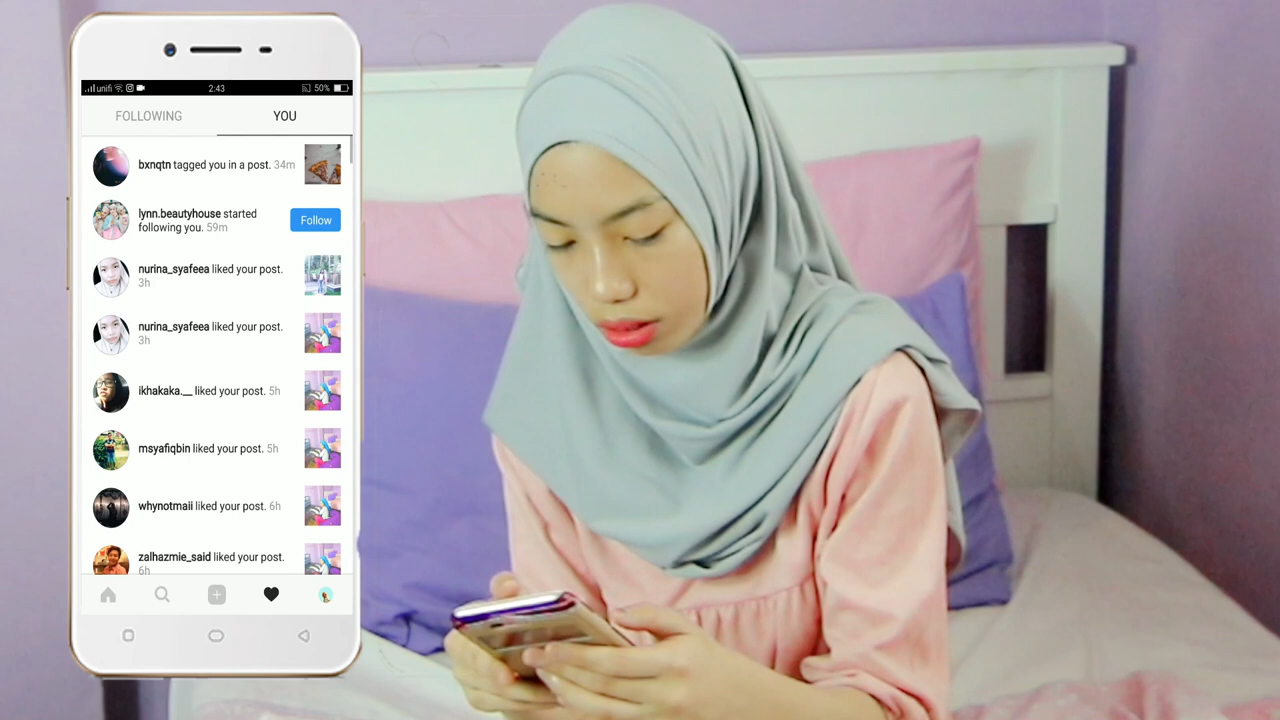 unifi 2:43 50%
FOLLOWING YOU
bxnqtn tagged you in a post. 34m
lynn.beautyhouse started
following you. 59m
Follow
nurina_syafeea liked your post.
3h
nurina_syafeea liked your post.
3h
ikhakaka.__ liked your post. 5h
msyafiqbin liked your post. 5h
whynotmaii liked your post. 6h
zalhazmie_said liked your post.
6h